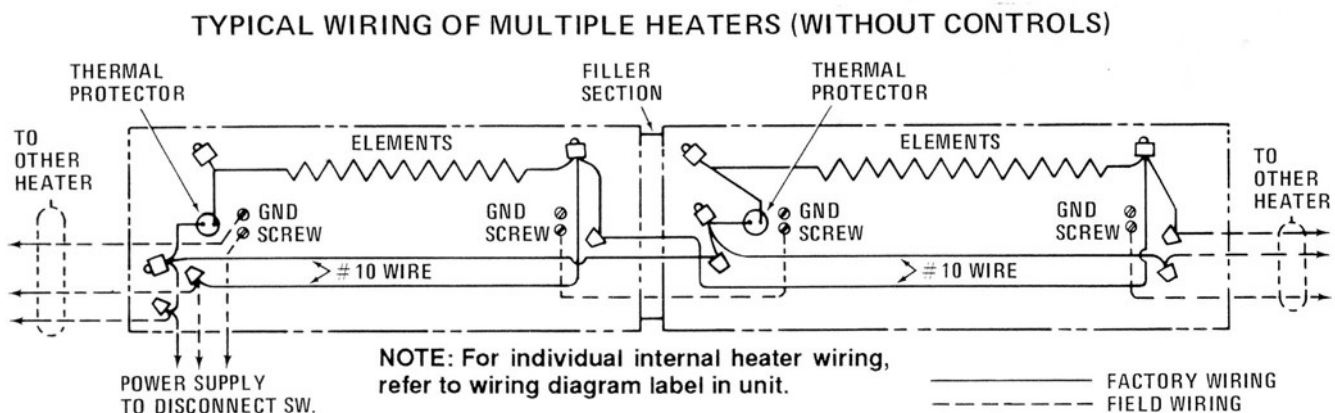 TYPICAL WIRING OF MULTIPLE HEATERS (WITHOUT CONTROLS)
THERMAL
PROTECTOR
FILLER
SECTION
THERMAL
PROTECTOR
TO
OTHER
HEATER
ELEMENTS
ELEMENTS
TO
OTHER
HEATER
GND
SCREW
GND
SCREW
GND
SCREW
GND
SCREW
#10 WIRE
#10 WIRE
POWER SUPPLY
TO DISCONNECT SW.
NOTE: For individual internal heater wiring,
refer to wiring diagram label in unit.
FACTORY WIRING
FIELD WIRING